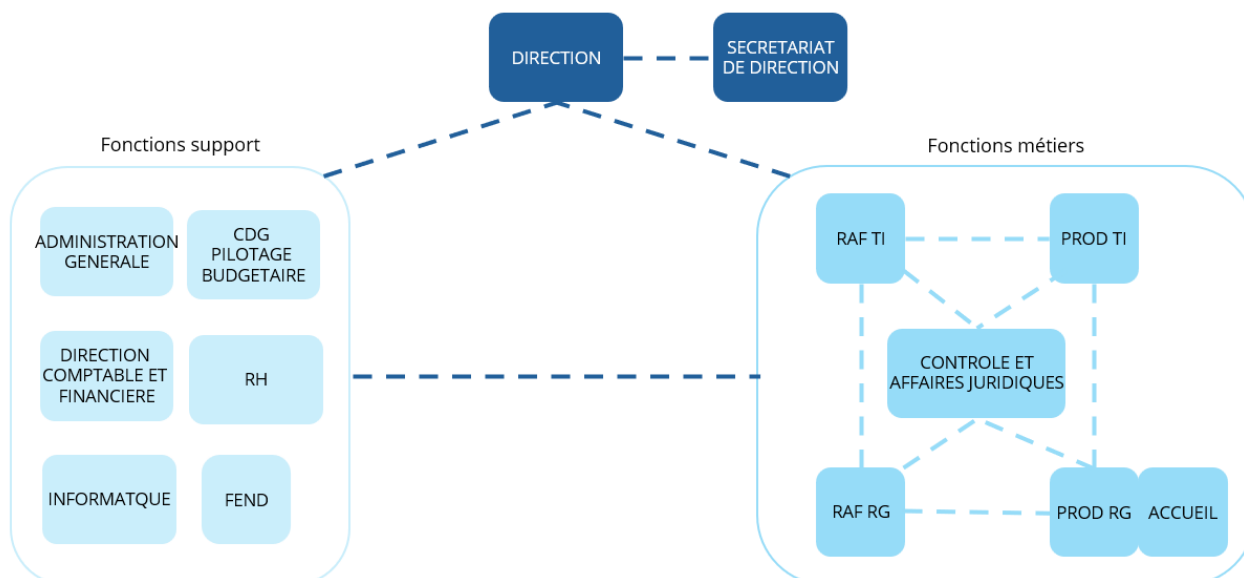 DIRECTION
SECRETARIAT
DE DIRECTION
Fonctions support
ADMINISTRATION
GENERALE
CDG
PILOTAGE
BUDGETAIRE
DIRECTION
COMPTABLE ET
FINANCIERE
RH
INFORMATQUE
FEND
Fonctions métiers
RAF TI
PROD TI
CONTROLE ET
AFFAIRES JURIDIQUES
RAF RG
PROD RG
ACCUEIL